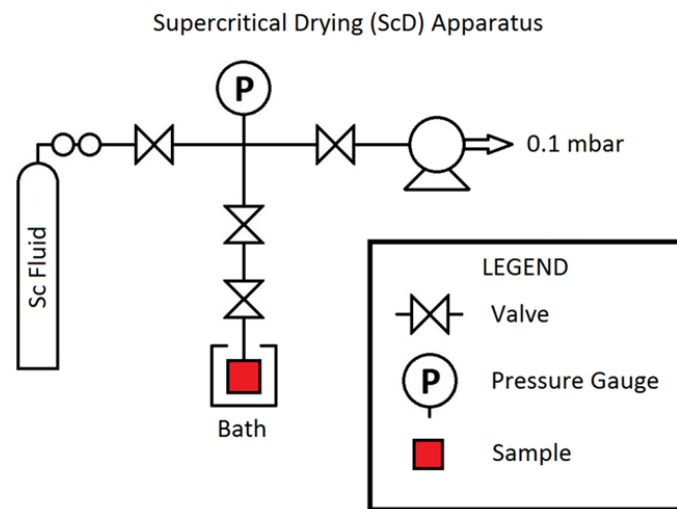 Supercritical Drying (ScD) Apparatus
P
0.1 mbar
Sc Fluid
Bath
LEGEND
Valve
P
Pressure Gauge
Sample